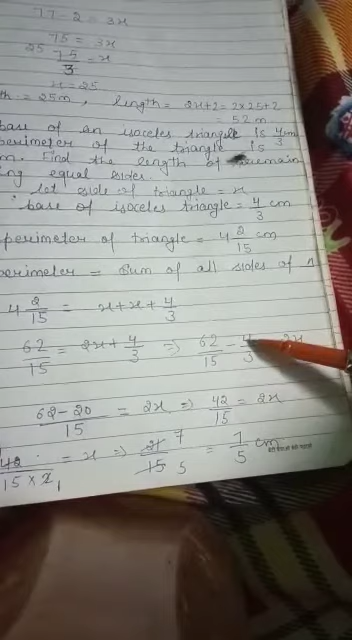 77-2 = 3x
75 = 3x
25 75/3 = x
x = 25
th = 25m, length = 2x+2 = 2×25+2
= 52 m
base of an isoceles triangle is 4/3 cm
perimeter of the triangle is
m. Find the length of remain
ing equal sides.
let side of triangle = x
base of isoceles triangle = 4/3 cm
perimeter of triangle = 4 2/15 cm
perimeter = Sum of all sides of
4 2/15 = x+x+4/3
62/15 = 2x+4/3 ⇒ 62/15 - 4/3 2x
62-20/15 = 2x ⇒ 42/15 = 2x
42/15×2 = x ⇒ 21 7/15 5 = 7/5 cm